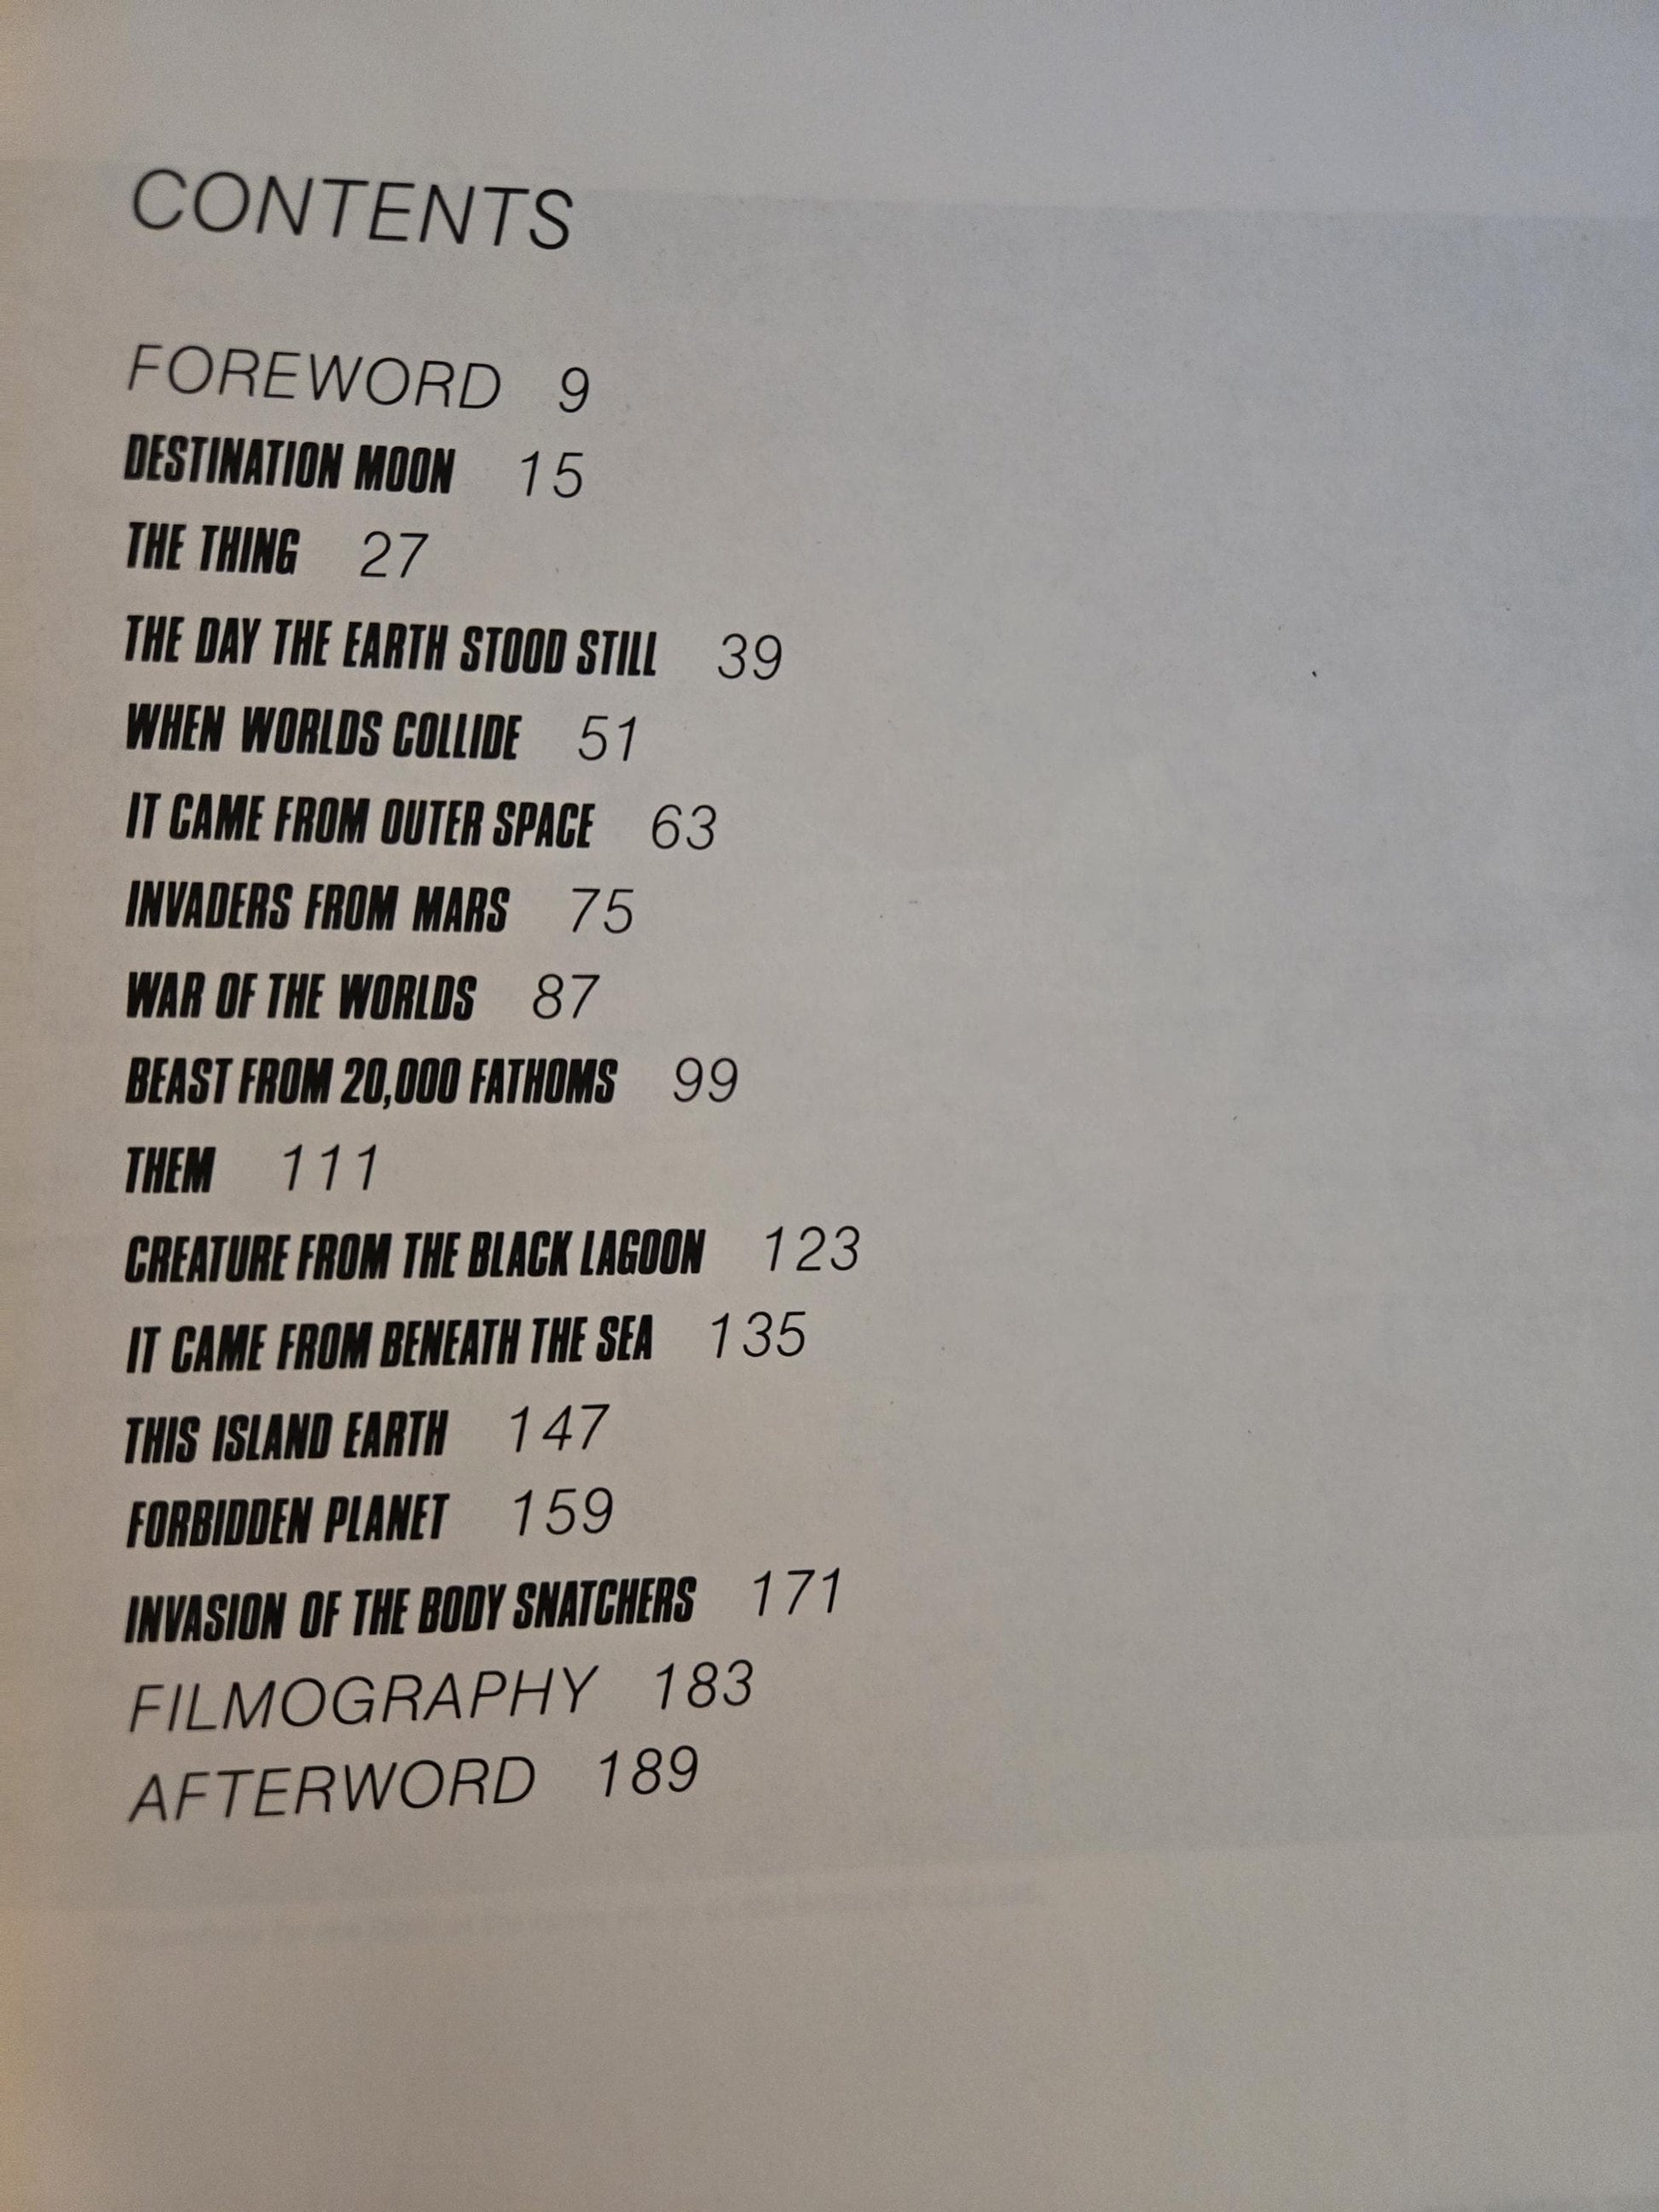 CONTENTS
FOREWORD 9
DESTINATION MOON 15
THE THING 27
THE DAY THE EARTH STOOD STILL 39
WHEN WORLDS COLLIDE 51
IT CAME FROM OUTER SPACE 63
INVADERS FROM MARS 75
WAR OF THE WORLDS 87
BEAST FROM 20,000 FATHOMS 99
THEM 111
CREATURE FROM THE BLACK LAGOON 123
IT CAME FROM BENEATH THE SEA 135
THIS ISLAND EARTH 147
FORBIDDEN PLANET 159
INVASION OF THE BODY SNATCHERS 171
FILMOGRAPHY 183
AFTERWORD 189